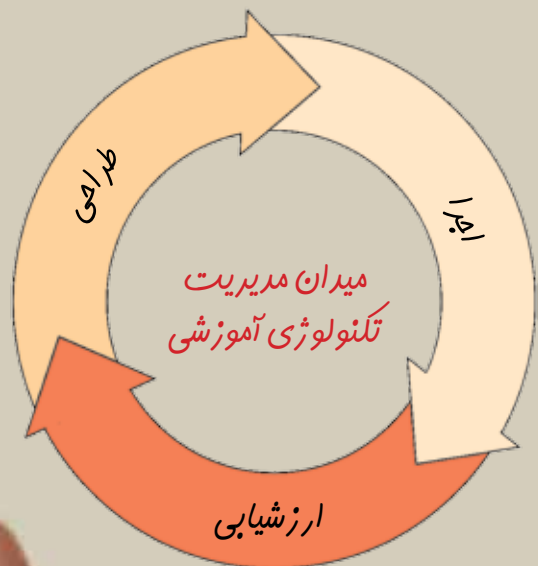 طراحی
اجرا
میدان مدیریت
تکنولوژی آموزشی
ارزشیابی